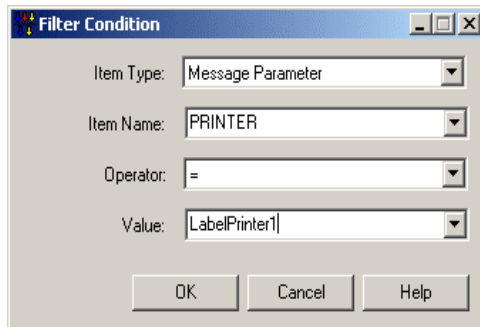 Filter Condition
Item Type: Message Parameter
Item Name: PRINTER
Operator: =
Value: LabelPrinter1
OK Cancel Help